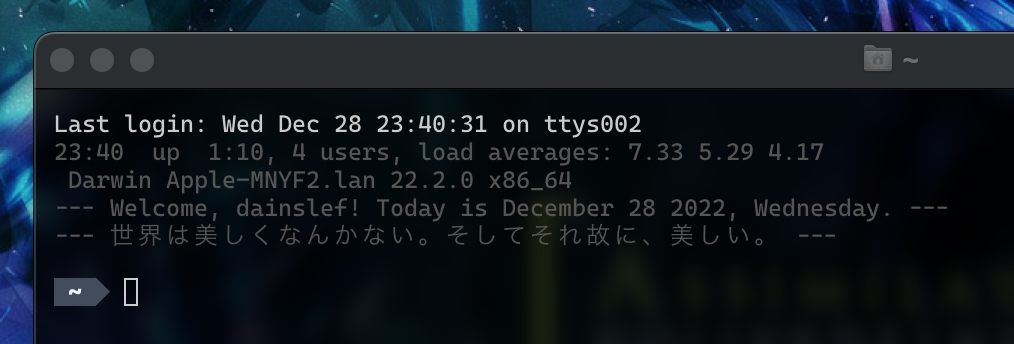 ~
Last login: Wed Dec 28 23:40:31 on ttys002
23:40  up  1:10, 4 users, load averages: 7.33 5.29 4.17
 Darwin Apple-MNYF2.lan 22.2.0 x86_64
--- Welcome, dainslef! Today is December 28 2022, Wednesday. ---
--- 世界は美しくなんかない。そしてそれ故に、美しい。 ---
~